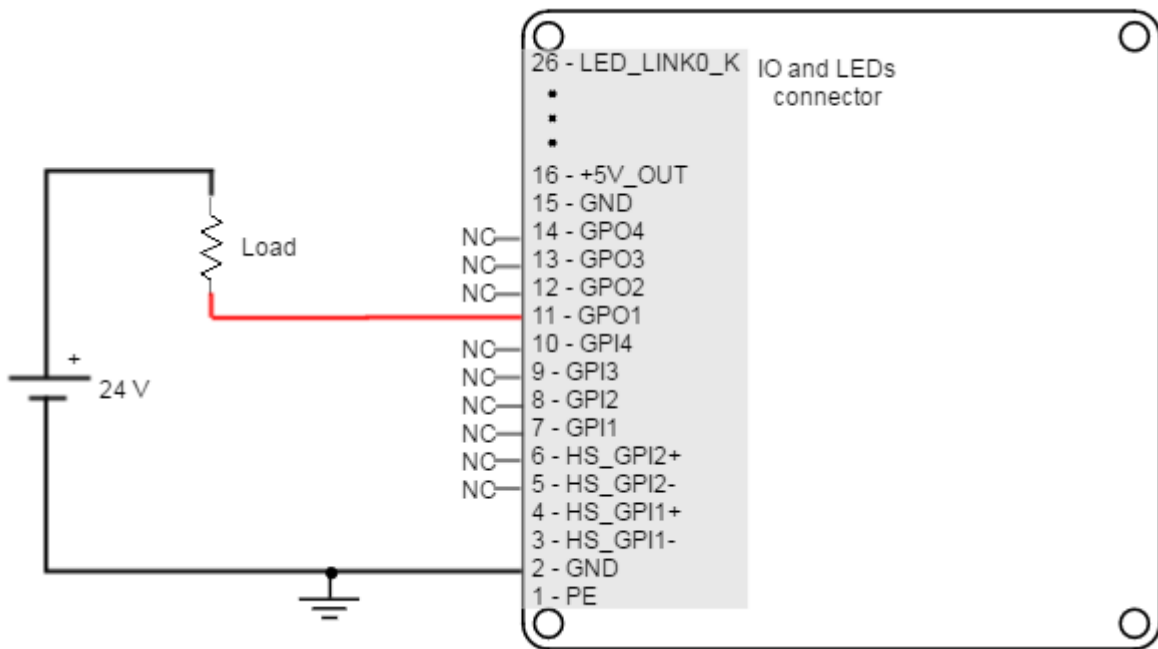 26 - LED_LINK0_K
IO and LEDs
connector
16 - +5V_OUT
15 - GND
NC 14 - GPO4
NC 13 - GPO3
NC 12 - GPO2
11 - GPO1
NC 10 - GPI4
NC 9 - GPI3
NC 8 - GPI2
NC 7 - GPI1
NC 6 - HS_GPI2+
NC 5 - HS_GPI2-
4 - HS_GPI1+
3 - HS_GPI1-
2 - GND
1 - PE
Load
+
24 V